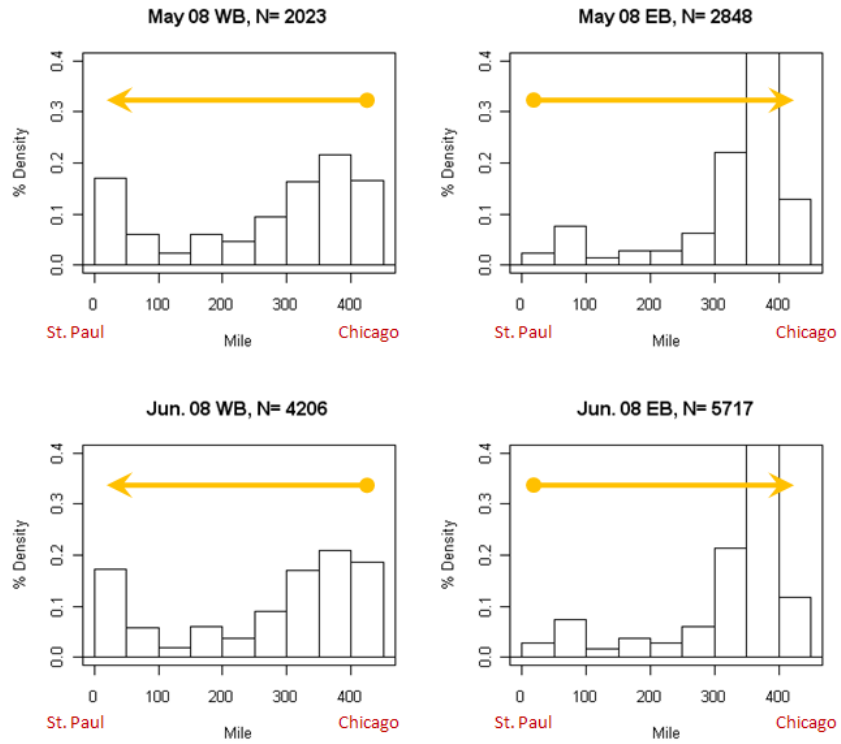 May 08 WB, N= 2023
% Density
0.0 0.1 0.2 0.3 0.4
0 100 200 300 400
St. Paul Chicago
Mile
May 08 EB, N= 2848
% Density
0.0 0.1 0.2 0.3 0.4
0 100 200 300 400
St. Paul Chicago
Mile
Jun. 08 WB, N= 4206
% Density
0.0 0.1 0.2 0.3 0.4
0 100 200 300 400
St. Paul Chicago
Mile
Jun. 08 EB, N= 5717
% Density
0.0 0.1 0.2 0.3 0.4
0 100 200 300 400
St. Paul Chicago
Mile